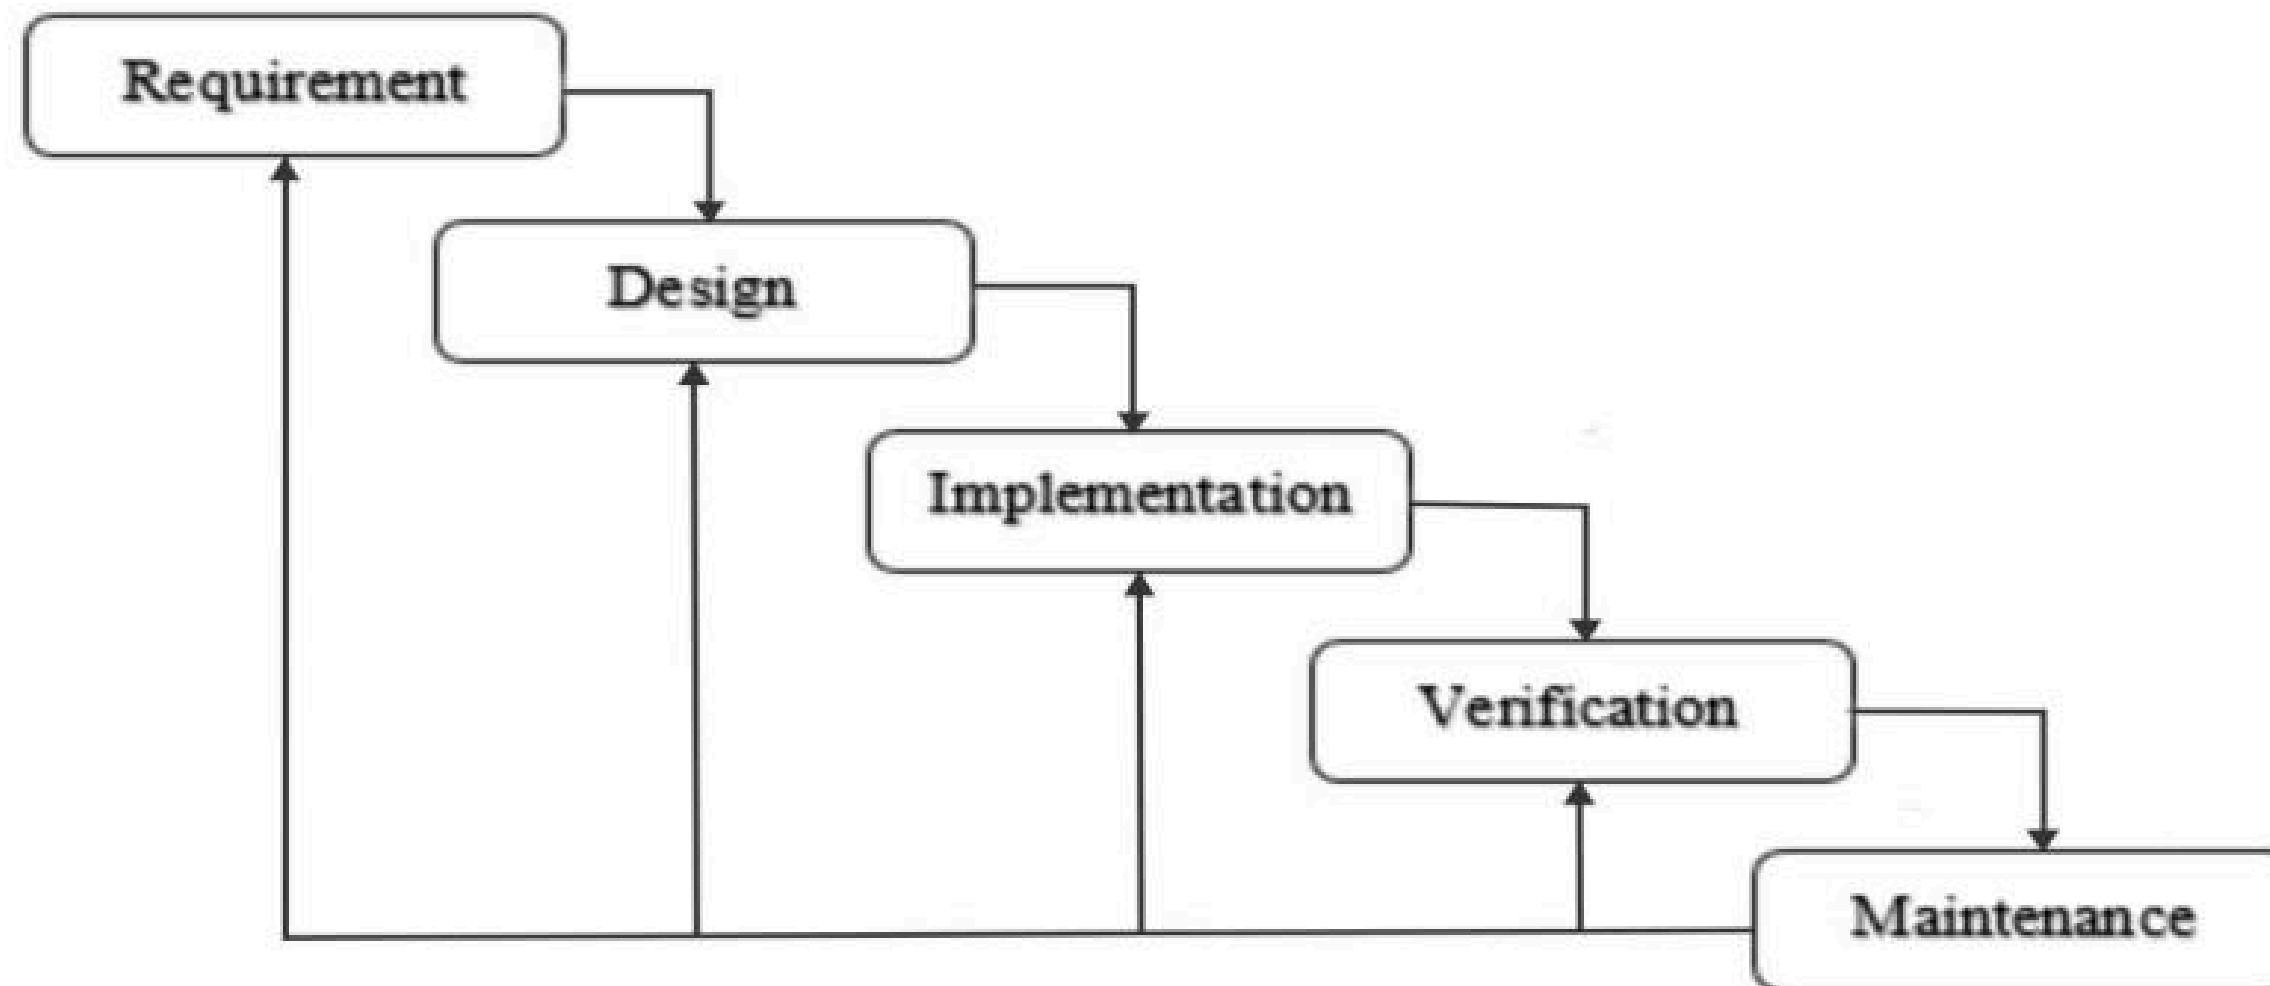 Requirement
Design
Implementation
Verification
Maintenance